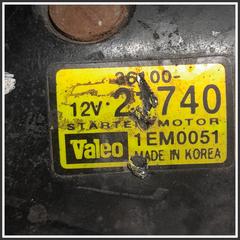 36100-
12V 2 740
STARTER MOTOR
Valeo 1EM0051
MADE IN KOREA